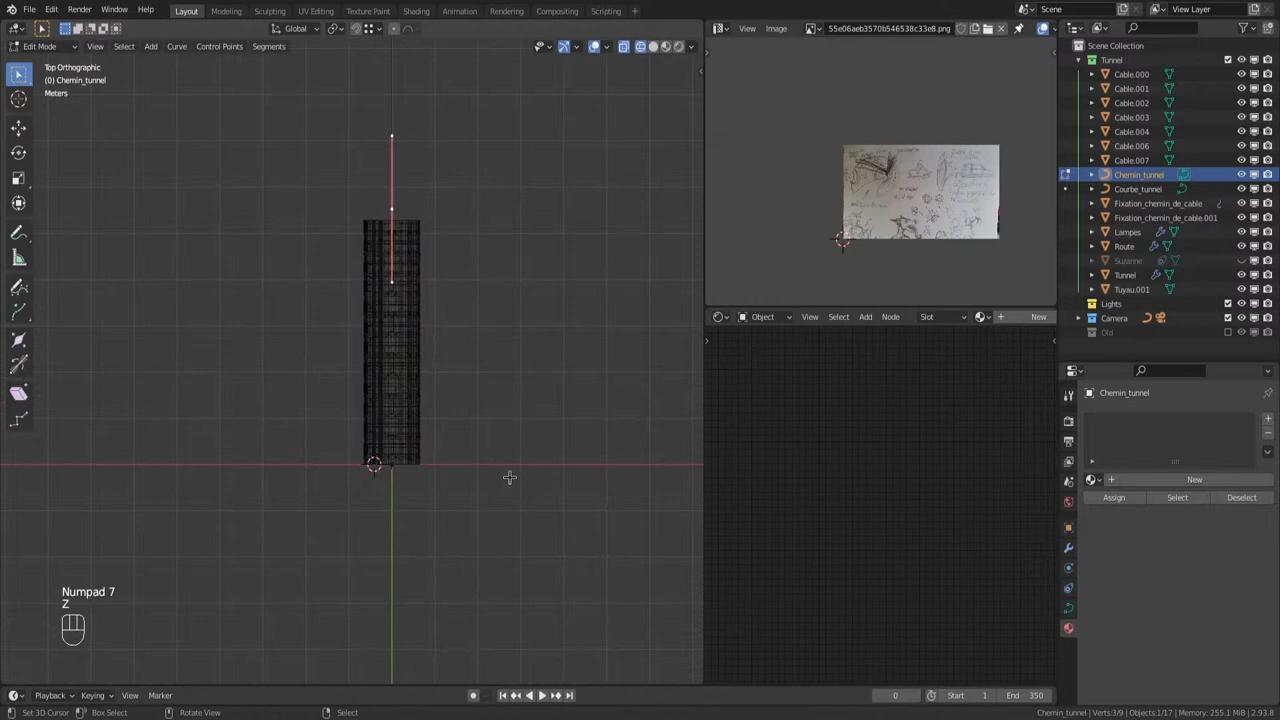 File Edit Render Window Help
Layout Modeling Sculpting UV Editing Texture Paint Shading Animation Rendering Compositing Scripting +
Scene
View Layer
Global
Edit Mode View Select Add Curve Control Points Segments
View Image 55e06aeb3570b546538c33e8.png
Top Orthographic
(0) Chemin_tunnel
Meters
Scene Collection
Tunnel
Cable.000
Cable.001
Cable.002
Cable.003
Cable.004
Cable.006
Cable.007
Chemin_tunnel
Courbe_tunnel
Fixation_chemin_de_cable
Fixation_chemin_de_cable.001
Lampes
Route
Suzanne
Tunnel
Tuyau.001
Lights
Camera
Old
Object View Select Add Node Slot New
Chemin_tunnel
New
Assign Select Deselect
Numpad 7
Z
Playback Keying View Marker
0 Start 1 End 350
Set 3D Cursor Box Select Rotate View Select
Chemin_tunnel | Verts:3/9 | Objects:1/17 | Memory: 255.1 MiB | 2.93.8